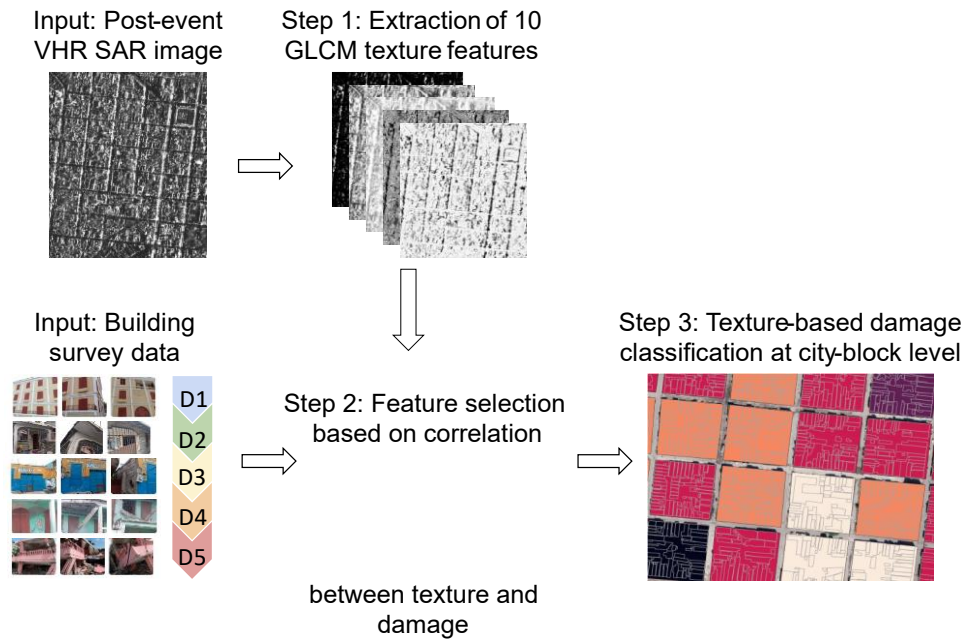 Input: Post-event
VHR SAR image
Step 1: Extraction of 10
GLCM texture features
Input: Building
survey data
D1
D2
D3
D4
D5
Step 2: Feature selection
based on correlation
between texture and
damage
Step 3: Texture-based damage
classification at city-block level